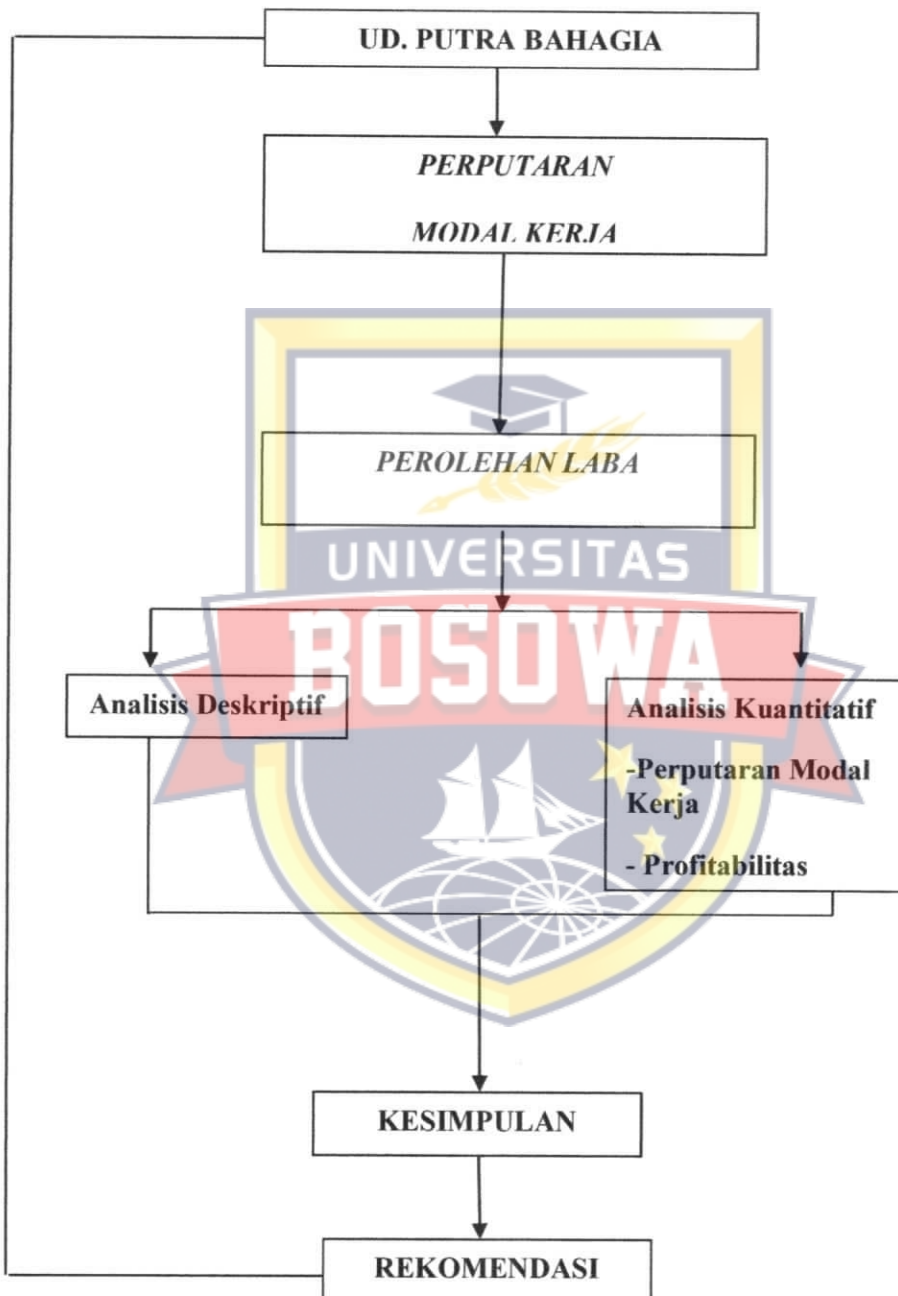 UD. PUTRA BAHAGIA
PERPUTARAN
MODAL KERJA
PEROLEHAN LABA
UNIVERSITAS
BOSOWA
Analisis Deskriptif
Analisis Kuantitatif
-Perputaran Modal
Kerja
- Profitabilitas
KESIMPULAN
REKOMENDASI